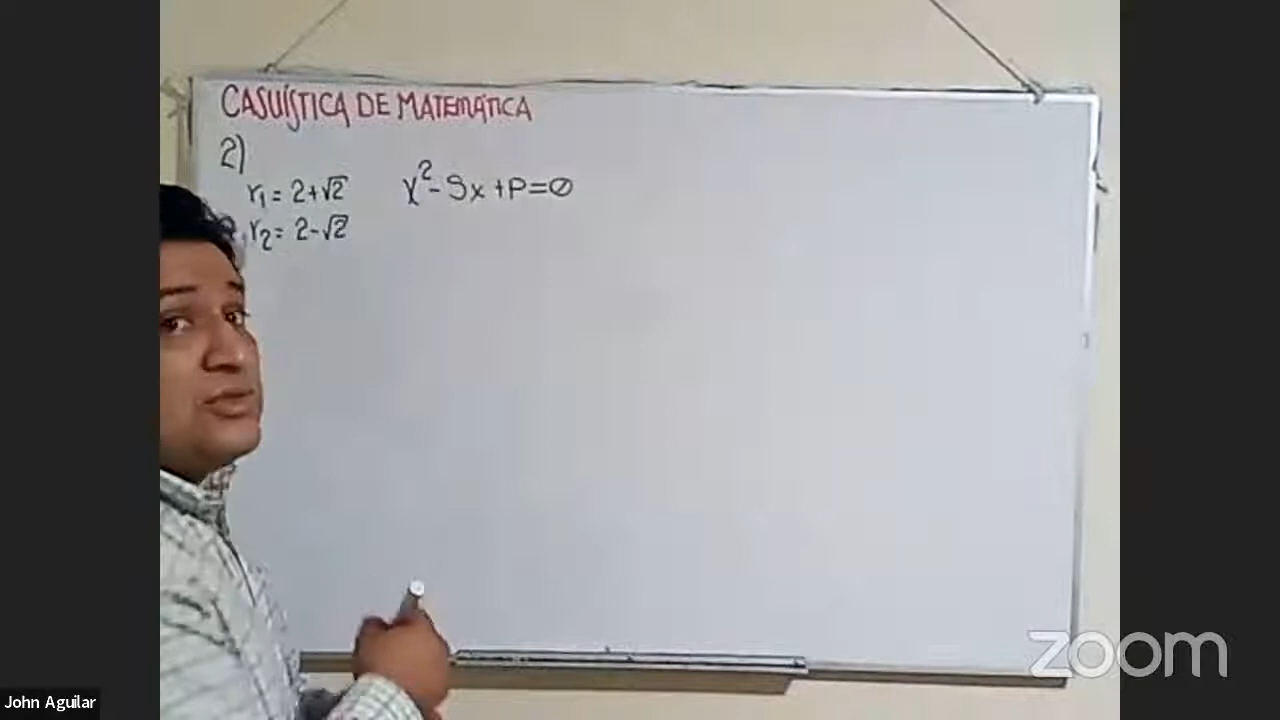 CASUÍSTICA DE MATEMÁTICA
2)
r₁ = 2+√2 x² - Sx + P = 0
r₂ = 2-√2
zoom
John Aguilar